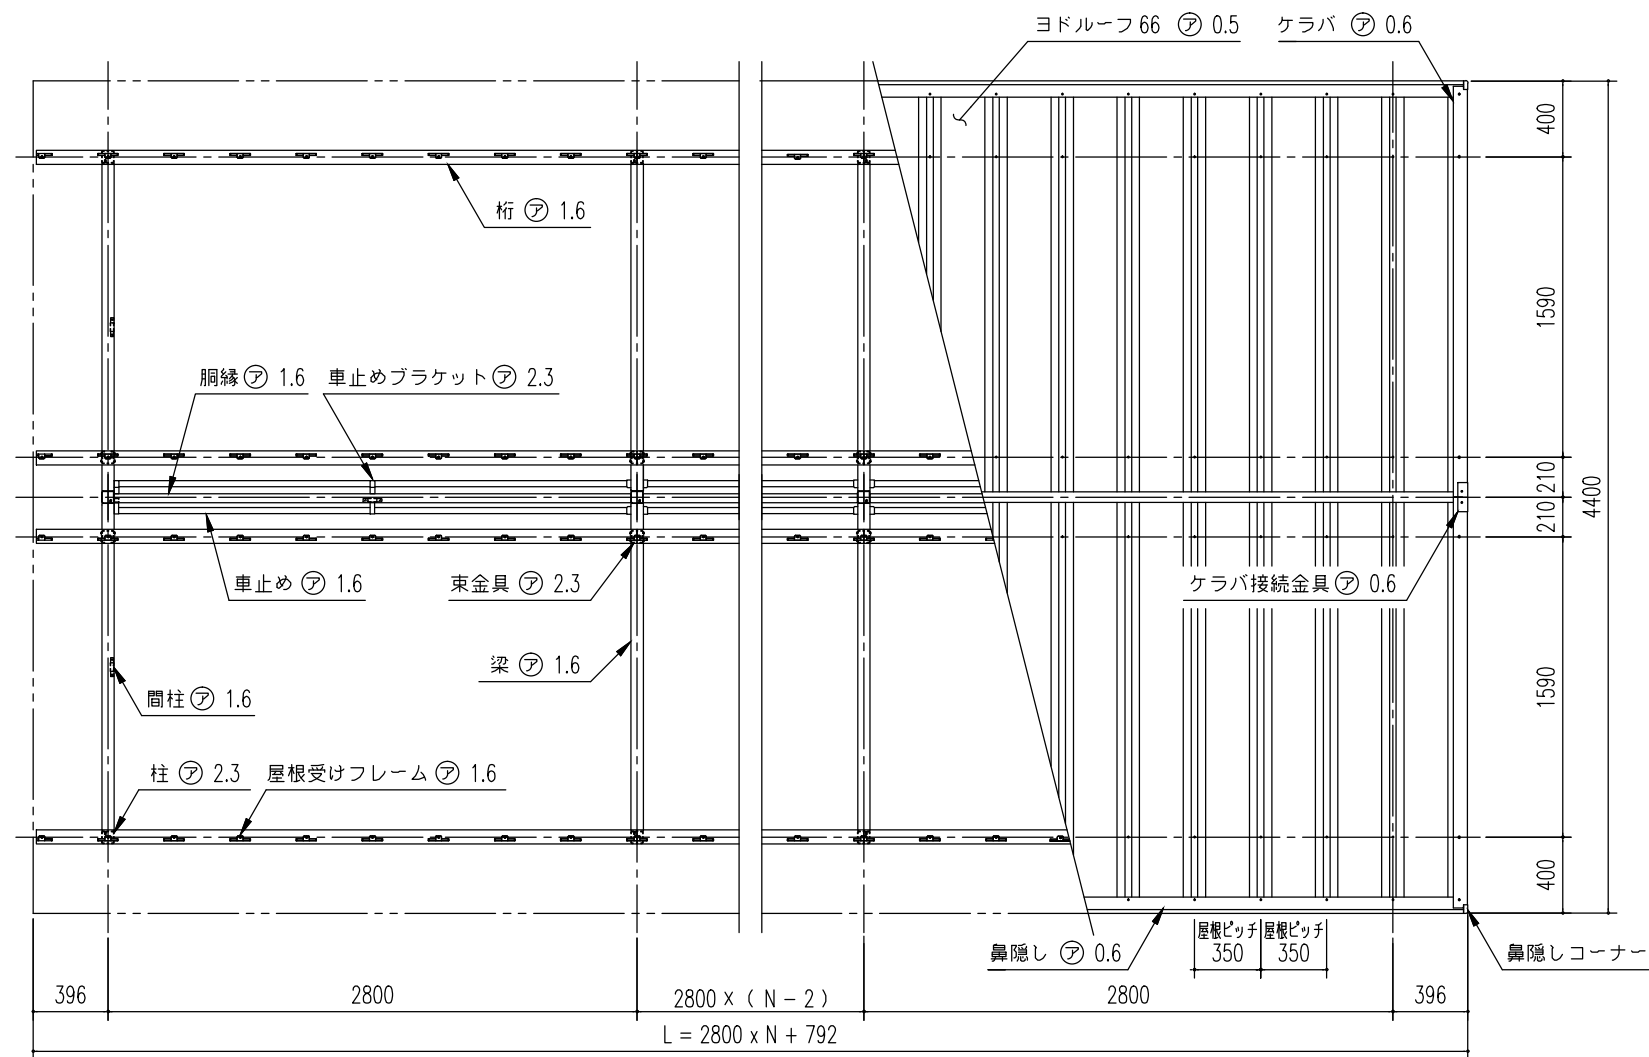 ヨドルーフ 66 ㋐ 0.5
ケラバ ㋐ 0.6
400
桁 ㋐ 1.6
1590
胴縁 ㋐ 1.6
車止めブラケット ㋐ 2.3
210
4400
210
車止め ㋐ 1.6
束金具 ㋐ 2.3
ケラバ接続金具 ㋐ 0.6
梁 ㋐ 1.6
間柱 ㋐ 1.6
1590
柱 ㋐ 2.3
屋根受けフレーム ㋐ 1.6
400
屋根ピッチ
350
屋根ピッチ
350
鼻隠し ㋐ 0.6
鼻隠しコーナー
396
2800
2800 x ( N − 2 )
2800
396
L = 2800 x N + 792